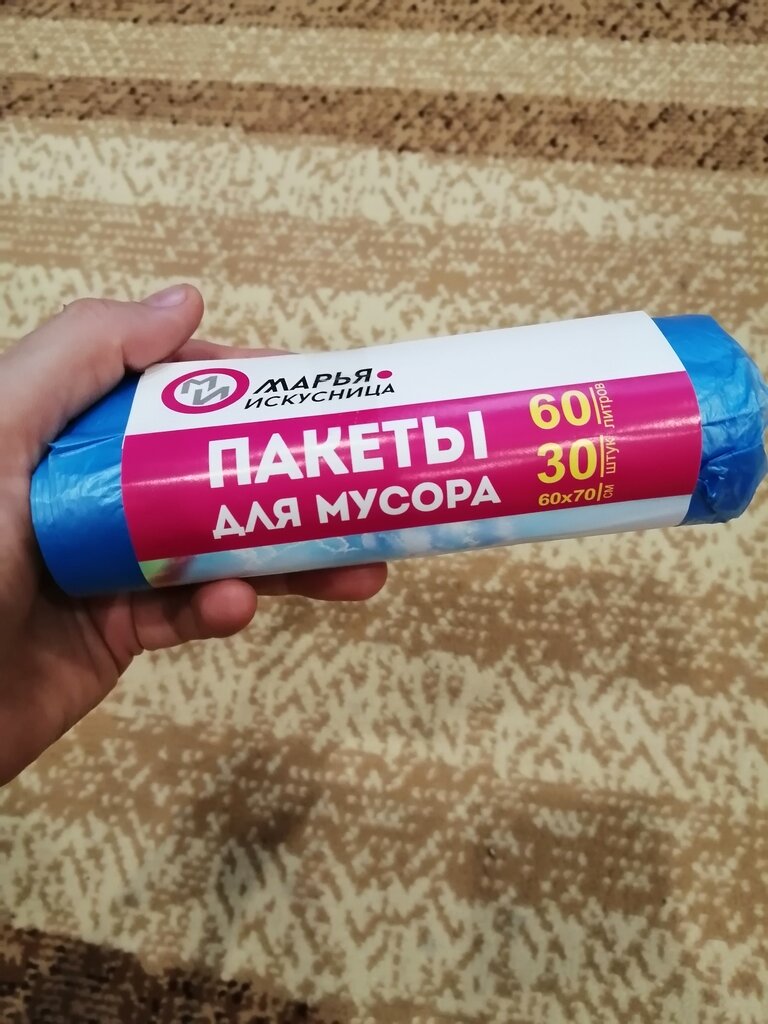 МИ
МАРЬЯ
ИСКУСНИЦА
ПАКЕТЫ
ДЛЯ МУСОРА
60 литров
30 штук
60x70 см